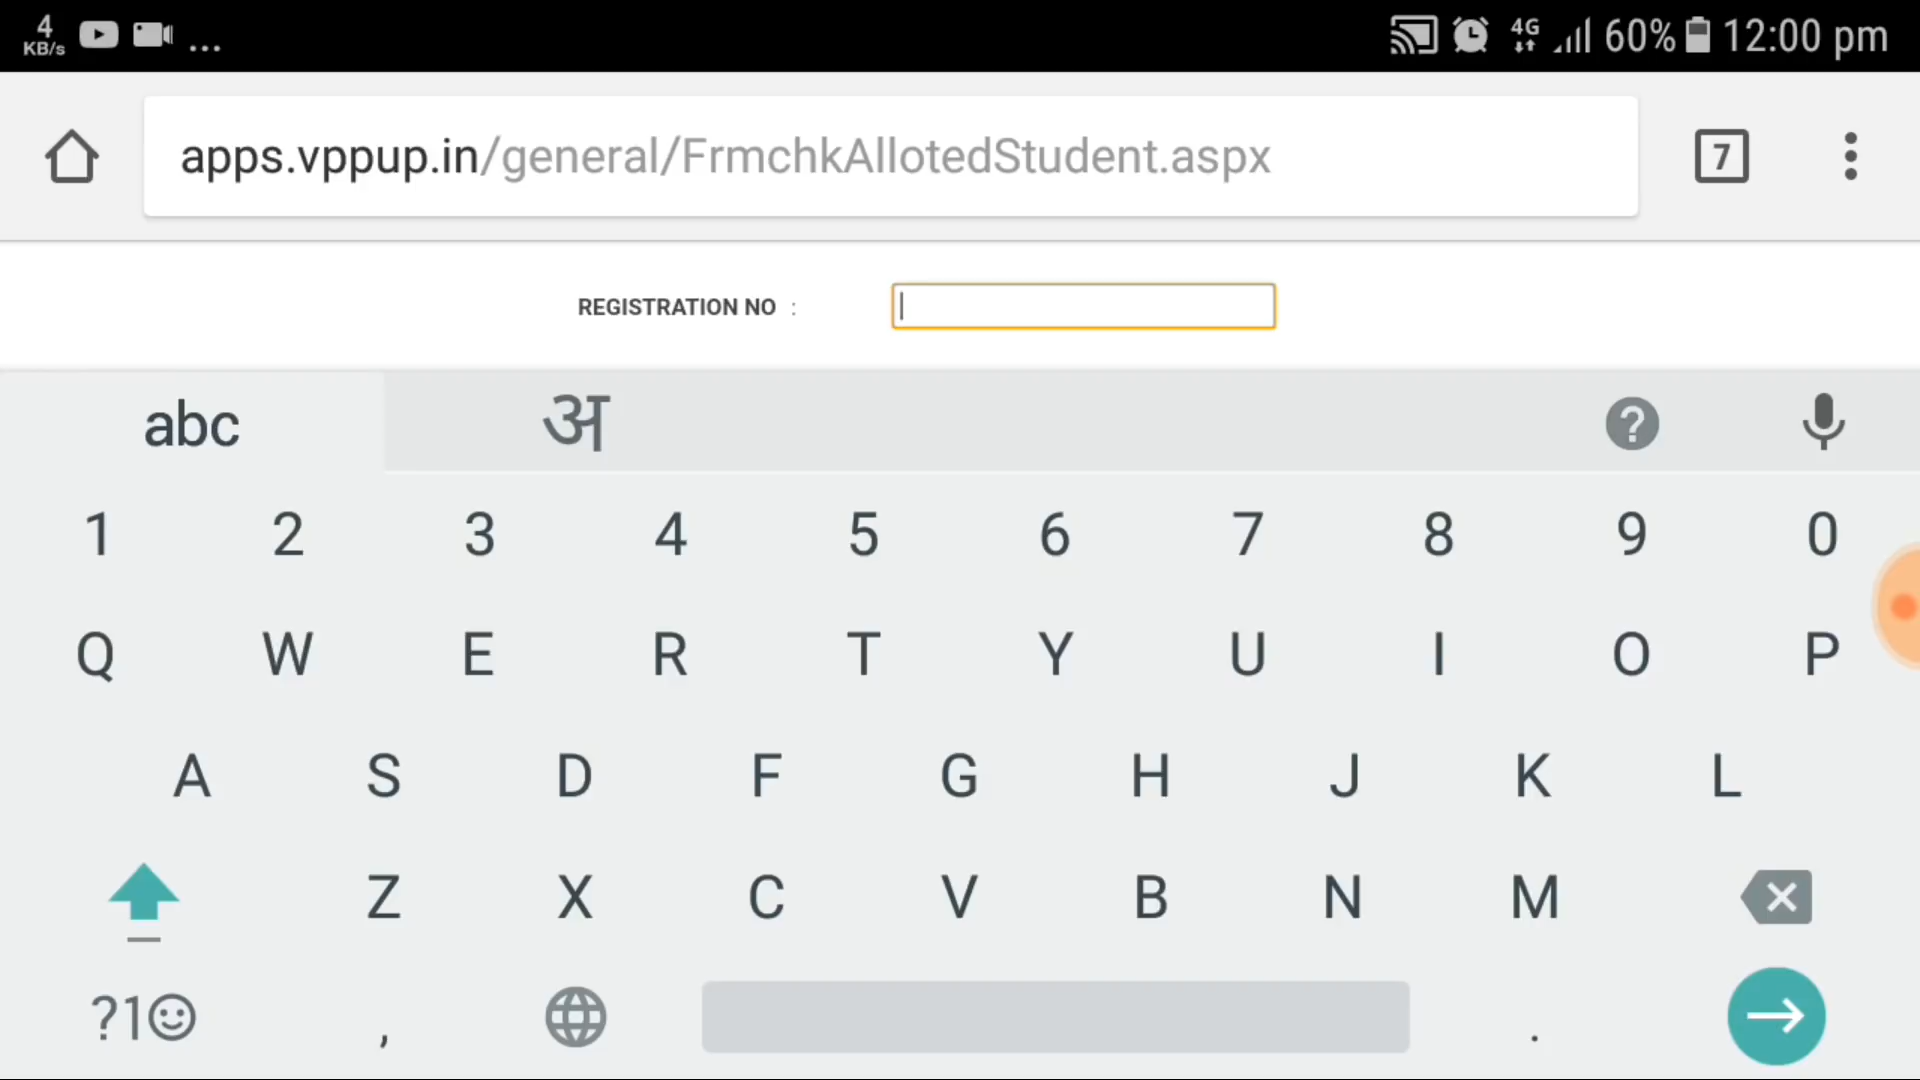 4 KB/s ... 4G 60% 12:00 pm
apps.vppup.in/general/FrmchkAllotedStudent.aspx 7
REGISTRATION NO :
abc अ ?
1 2 3 4 5 6 7 8 9 0
Q W E R T Y U I O P
A S D F G H J K L
Z X C V B N M
?1☺ , .